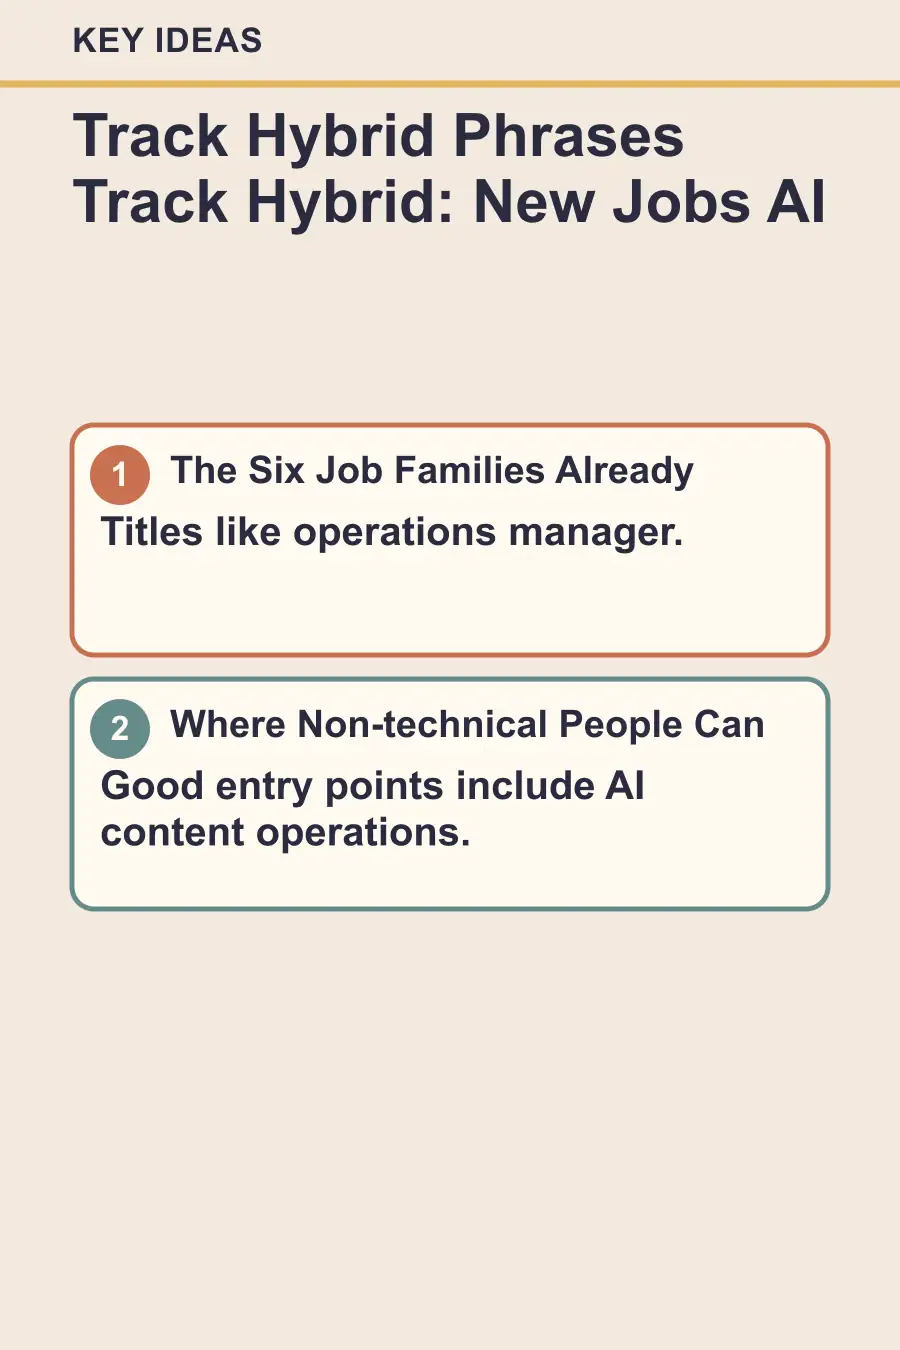 KEY IDEAS
Track Hybrid Phrases
Track Hybrid: New Jobs AI
1 The Six Job Families Already
Titles like operations manager.
2 Where Non-technical People Can
Good entry points include AI
content operations.